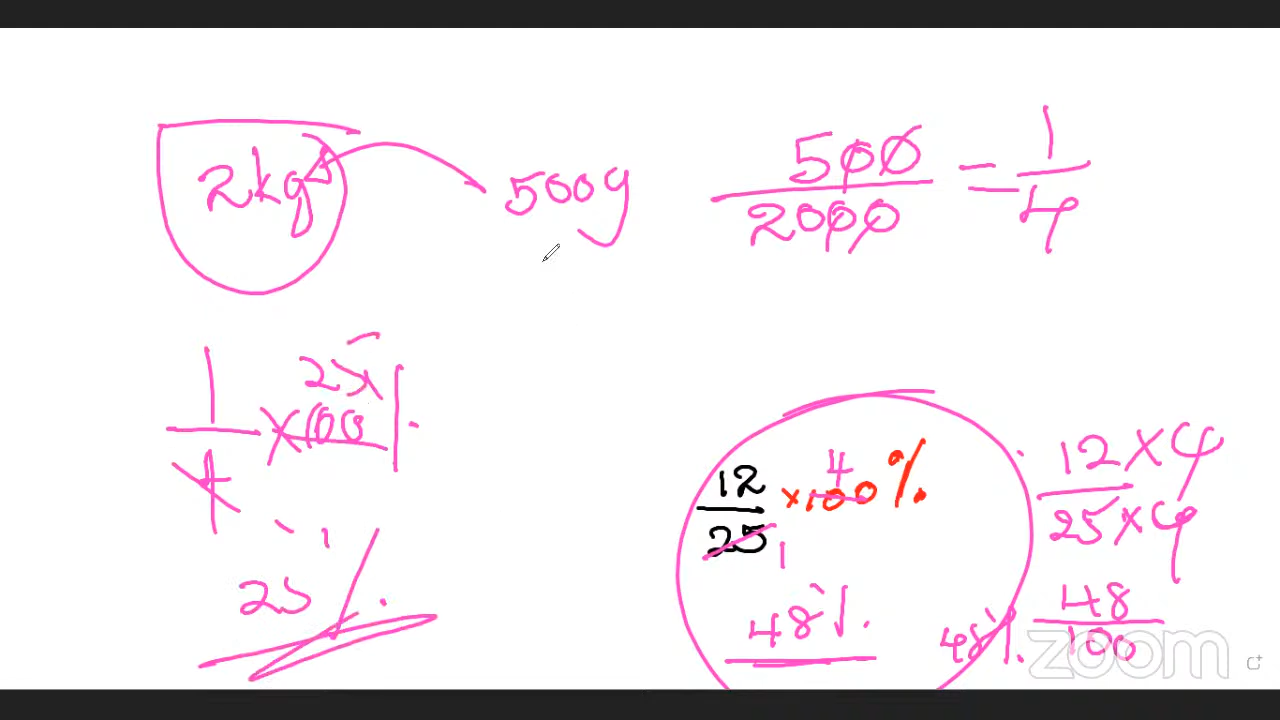 2kg 500g 500/2000 = 1/4
1/4 × 100 25 %
25%
12/25 × 100% 4 1
48%
12×4/25×4
48/100
48%
zoom